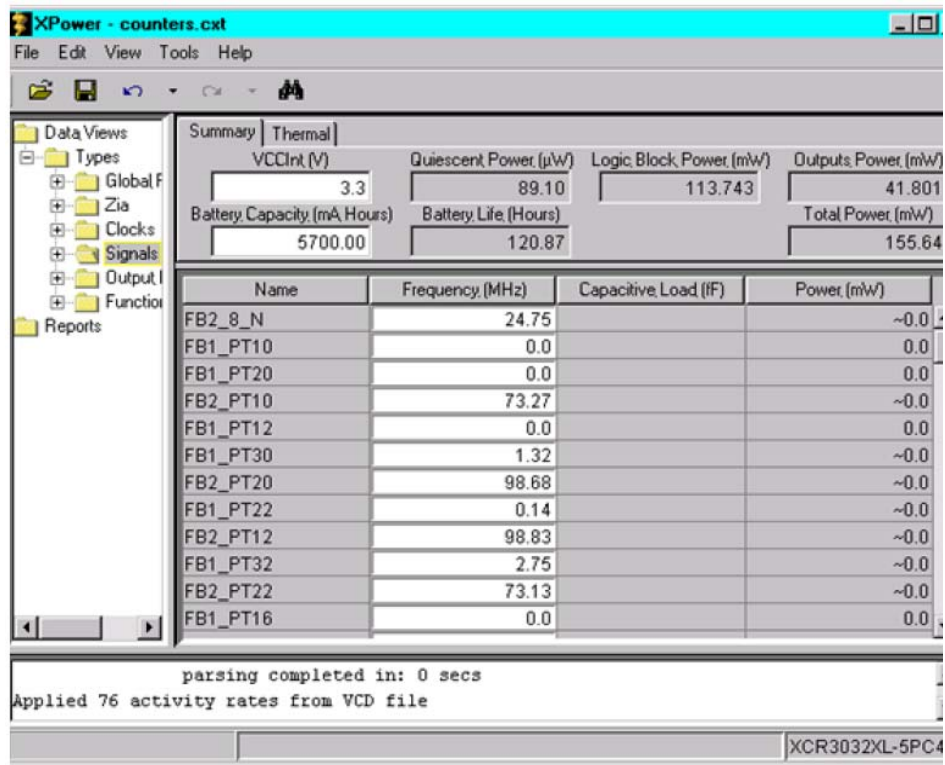 XPower - counters.cxt
File Edit View Tools Help
Data Views
Types
Global F
Zia
Clocks
Signals
Output
Function
Reports
Summary Thermal
VCCInt (V) Quiescent Power (µW) Logic Block Power (mW) Outputs Power (mW)
3.3 89.10 113.743 41.801
Battery Capacity (mA Hours) Battery Life (Hours) Total Power (mW)
5700.00 120.87 155.64
Name Frequency (MHz) Capacitive Load (fF) Power (mW)
FB2_8_N 24.75 ~0.0
FB1_PT10 0.0 0.0
FB1_PT20 0.0 0.0
FB2_PT10 73.27 ~0.0
FB1_PT12 0.0 0.0
FB1_PT30 1.32 ~0.0
FB2_PT20 98.68 ~0.0
FB1_PT22 0.14 ~0.0
FB2_PT12 98.83 ~0.0
FB1_PT32 2.75 ~0.0
FB2_PT22 73.13 ~0.0
FB1_PT16 0.0 0.0
parsing completed in: 0 secs
Applied 76 activity rates from VCD file
XCR3032XL-5PC4